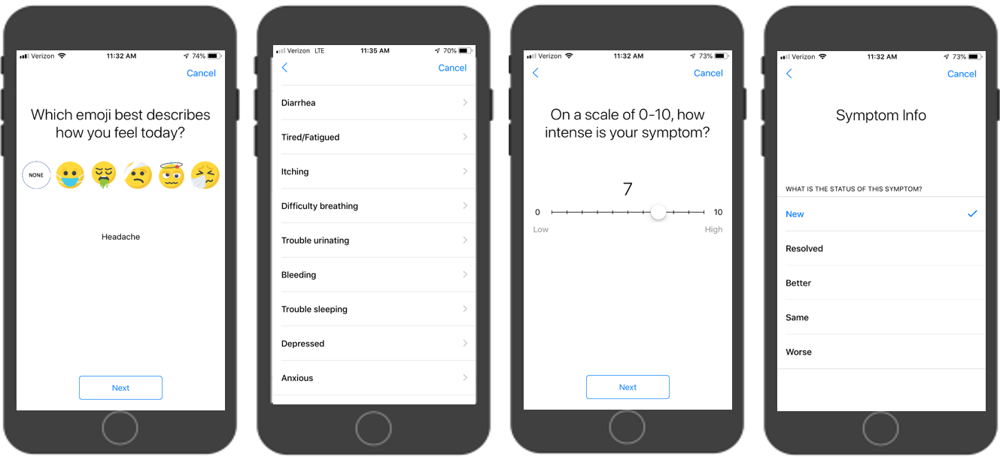 Verizon 11:32 AM 74%
Cancel
Which emoji best describes
how you feel today?
NONE
Headache
Next
Verizon LTE 11:35 AM 70%
Cancel
Diarrhea
Tired/Fatigued
Itching
Difficulty breathing
Trouble urinating
Bleeding
Trouble sleeping
Depressed
Anxious
Verizon 11:32 AM 73%
Cancel
On a scale of 0-10, how
intense is your symptom?
7
0 10
Low High
Next
Verizon 11:32 AM 73%
Cancel
Symptom Info
WHAT IS THE STATUS OF THIS SYMPTOM?
New
Resolved
Better
Same
Worse